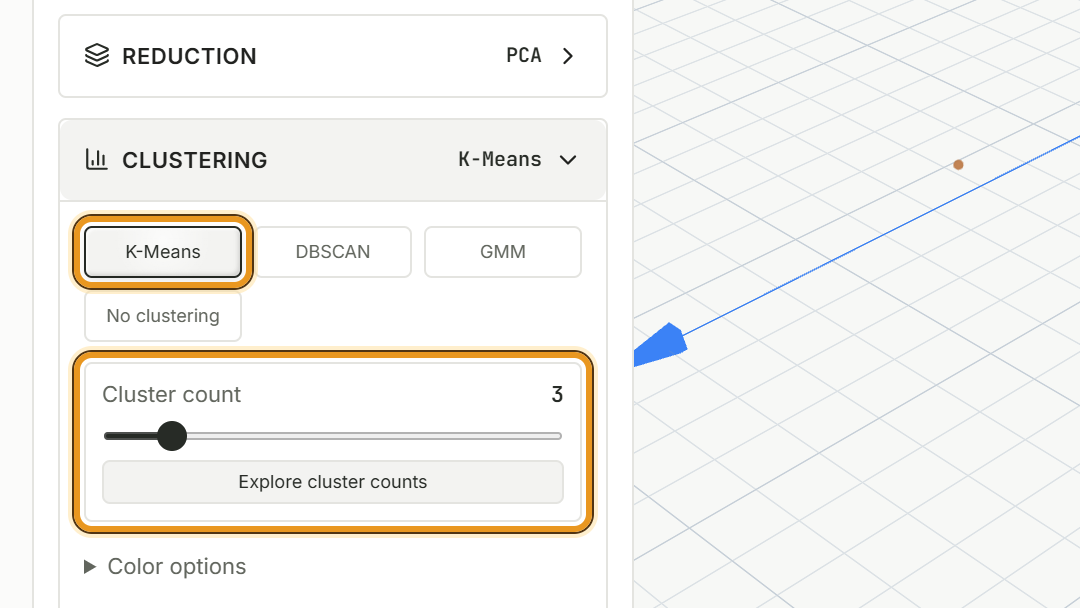 REDUCTION PCA
CLUSTERING K-Means
K-Means DBSCAN GMM
No clustering
Cluster count 3
Explore cluster counts
Color options